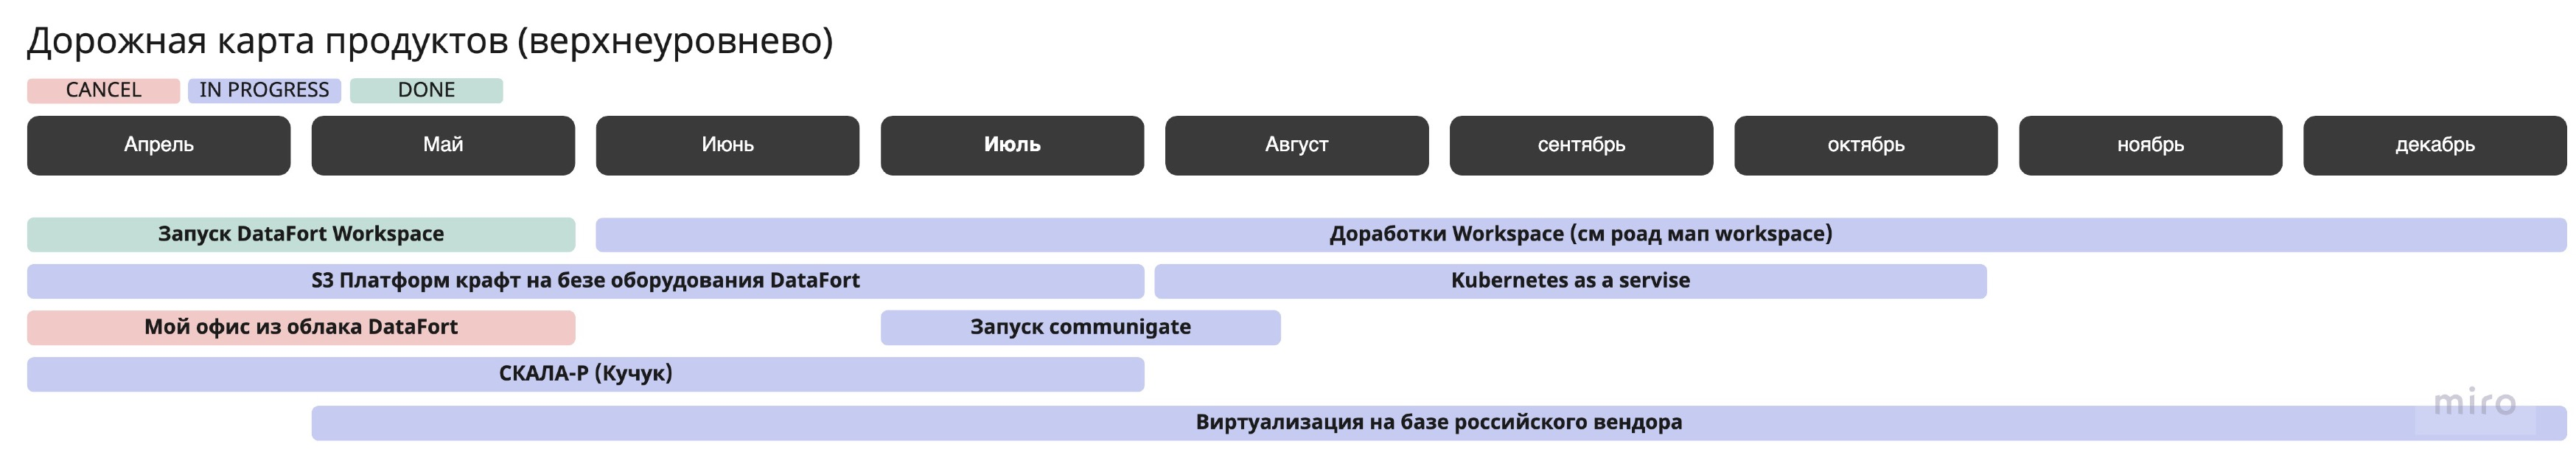 Дорожная карта продуктов (верхнеуровнево)
CANCEL IN PROGRESS DONE
Апрель Май Июнь Июль Август сентябрь октябрь ноябрь декабрь
Запуск DataFort Workspace Доработки Workspace (см роад мап workspace)
S3 Платформ крафт на безе оборудования DataFort Kubernetes as a servise
Мой офис из облака DataFort Запуск communigate
СКАЛА-Р (Кучук)
Виртуализация на базе российского вендора
miro